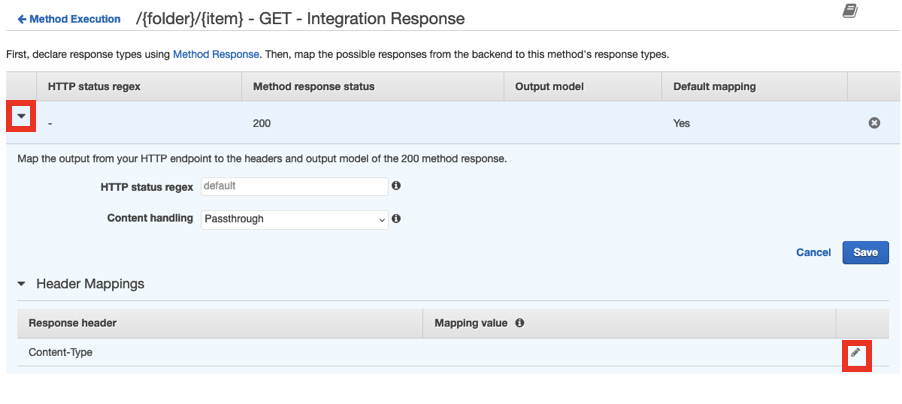 Method Execution /{folder}/{item} - GET - Integration Response
First, declare response types using Method Response. Then, map the possible responses from the backend to this method's response types.
HTTP status regex Method response status Output model Default mapping
- 200 Yes
Map the output from your HTTP endpoint to the headers and output model of the 200 method response.
HTTP status regex default
Content handling Passthrough
Cancel Save
Header Mappings
Response header Mapping value
Content-Type